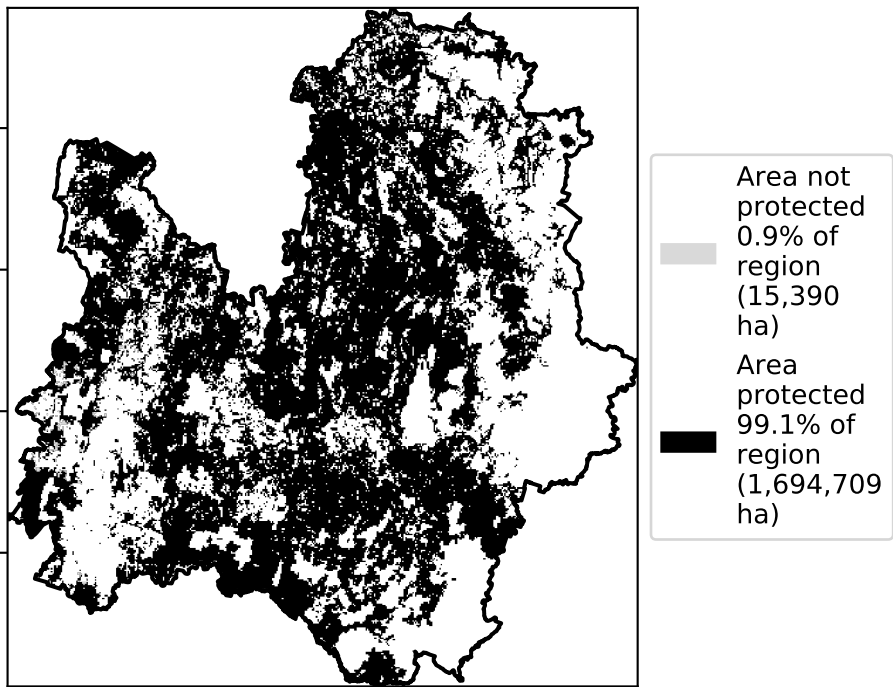 Area not
protected
0.9% of
region
(15,390
ha)
Area
protected
99.1% of
region
(1,694,709
ha)